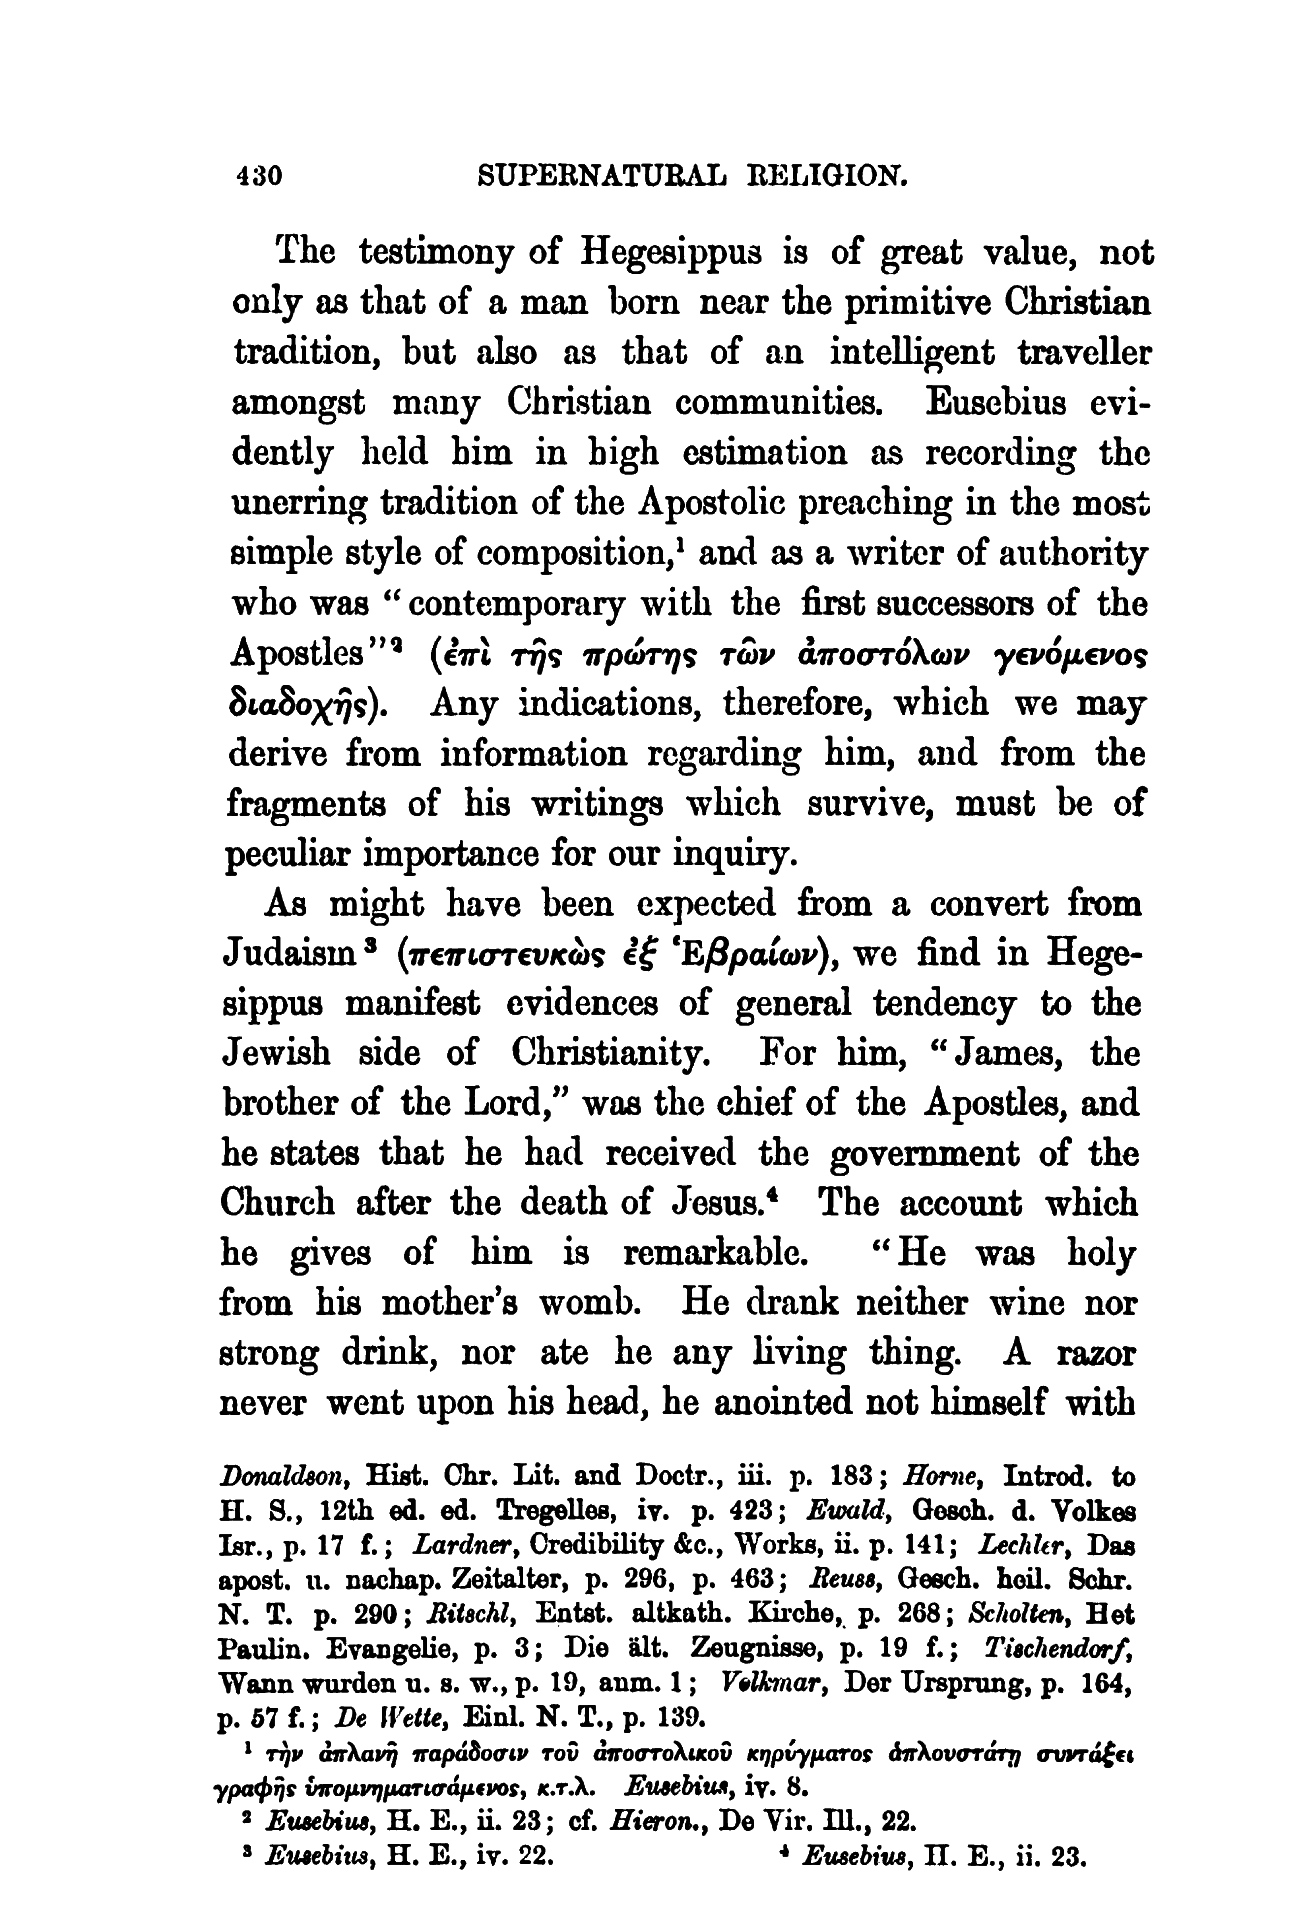 430 SUPERNATURAL RELIGION.
The testimony of Hegesippus is of great value, not
only as that of a man born near the primitive Christian
tradition, but also as that of an intelligent traveller
amongst many Christian communities. Eusebius evi-
dently held him in high estimation as recording the
unerring tradition of the Apostolic preaching in the most
simple style of composition,¹ and as a writer of authority
who was “contemporary with the first successors of the
Apostles”² (ἐπὶ τῆς πρώτης τῶν ἀποστόλων γενόμενος
διαδοχῆς). Any indications, therefore, which we may
derive from information regarding him, and from the
fragments of his writings which survive, must be of
peculiar importance for our inquiry.
As might have been expected from a convert from
Judaism³ (πεπιστευκὼς ἐξ Ἑβραίων), we find in Hege-
sippus manifest evidences of general tendency to the
Jewish side of Christianity. For him, “James, the
brother of the Lord,” was the chief of the Apostles, and
he states that he had received the government of the
Church after the death of Jesus.⁴ The account which
he gives of him is remarkable. “He was holy
from his mother's womb. He drank neither wine nor
strong drink, nor ate he any living thing. A razor
never went upon his head, he anointed not himself with
Donaldson, Hist. Chr. Lit. and Doctr., iii. p. 183; Horne, Introd. to
H. S., 12th ed. ed. Tregelles, iv. p. 423; Ewald, Gesch. d. Volkes
Isr., p. 17 f.; Lardner, Credibility &c., Works, ii. p. 141; Lechler, Das
apost. u. nachap. Zeitalter, p. 296, p. 463; Reuss, Gesch. heil. Schr.
N. T. p. 290; Ritschl, Entst. altkath. Kirche, p. 268; Scholten, Het
Paulin. Evangelie, p. 3; Die ält. Zeugnisse, p. 19 f.; Tischendorf,
Wann wurden u. s. w., p. 19, anm. 1; Volkmar, Der Ursprung, p. 164,
p. 57 f.; De Wette, Einl. N. T., p. 139.
¹ τὴν ἀπλανῆ παράδοσιν τοῦ ἀποστολικοῦ κηρύγματος ἁπλουστάτῃ συντάξει
γραφῆς ὑπομνηματισάμενος, κ.τ.λ. Eusebius, iv. 8.
² Eusebius, H. E., ii. 23; cf. Hieron., De Vir. Ill., 22.
³ Eusebius, H. E., iv. 22. ⁴ Eusebius, H. E., ii. 23.